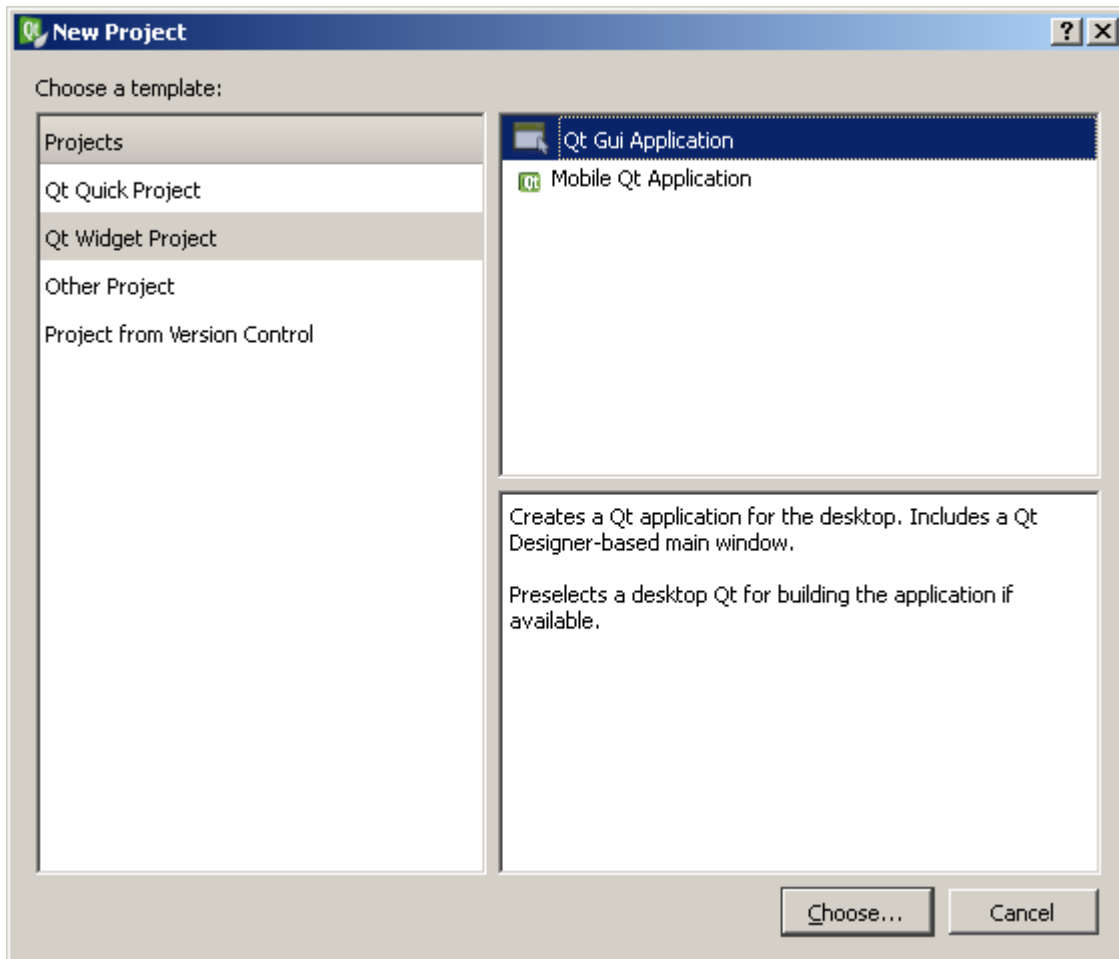 New Project
Choose a template:
Projects
Qt Quick Project
Qt Widget Project
Other Project
Project from Version Control
Qt Gui Application
Mobile Qt Application
Creates a Qt application for the desktop. Includes a Qt
Designer-based main window.
Preselects a desktop Qt for building the application if
available.
Choose...
Cancel